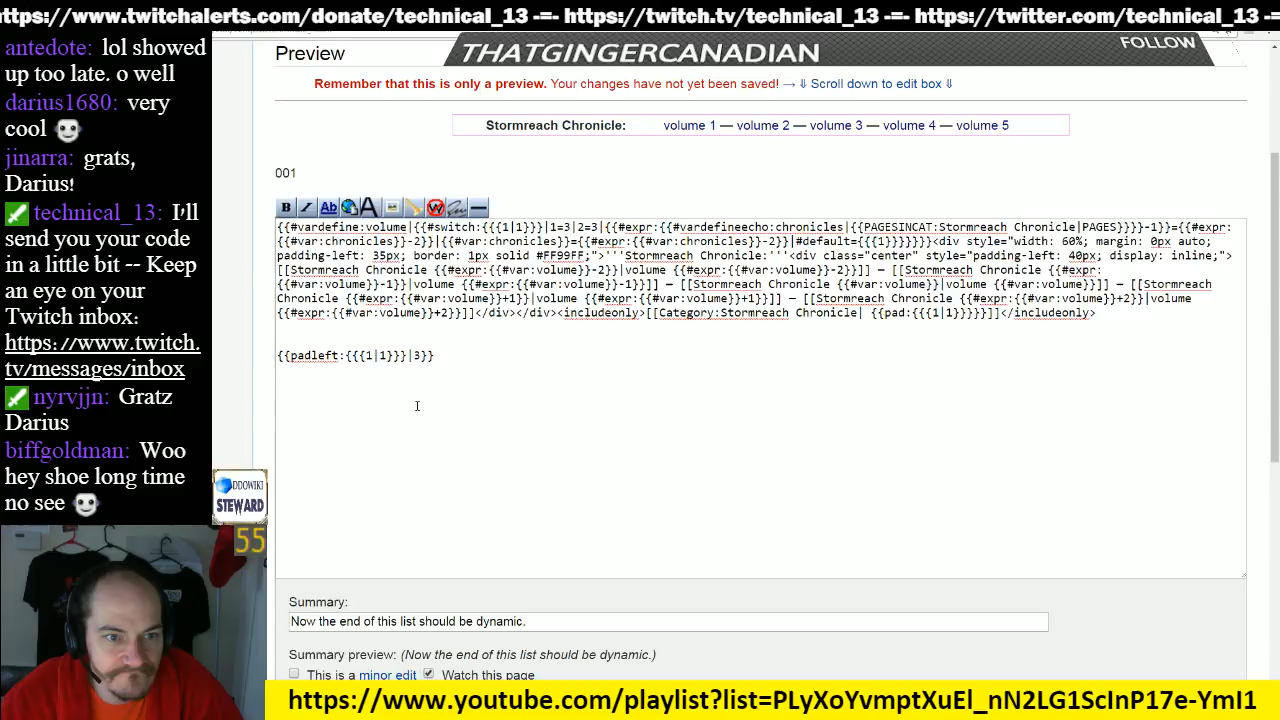 https://www.twitchalerts.com/donate/technical_13 -=- https://twitch.tv/technical_13 -=- https://twitter.com/technical_13 -=
antedote: lol showed
up too late. o well
darius1680: very
cool
jinarra: grats,
Darius!
technical_13: I'll
send you your code
in a little bit -- Keep
an eye on your
Twitch inbox:
https://www.twitch.
tv/messages/inbox
nyrvjjn: Gratz
Darius
biffgoldman: Woo
hey shoe long time
no see
DDOWIKI
STEWARD
55
THATGINGERCANADIAN
FOLLOW
Preview
Remember that this is only a preview. Your changes have not yet been saved! → ⇓ Scroll down to edit box ⇓
Stormreach Chronicle: volume 1 — volume 2 — volume 3 — volume 4 — volume 5
001
B I Ab A W
{{#vardefine:volume|{{#switch:{{{1|1}}}|1=3|2=3|{{#expr:{{#vardefineecho:chronicles|{{PAGESINCAT:Stormreach Chronicle|PAGES}}}}-1}}={{#expr:
{{#var:chronicles}}-2}}|{{#var:chronicles}}={{#expr:{{#var:chronicles}}-2}}|#default={{{1}}}}}}}<div style="width: 60%; margin: 0px auto;
padding-left: 35px; border: 1px solid #FF99FF;">'''Stormreach Chronicle:'''<div class="center" style="padding-left: 40px; display: inline;">
[[Stormreach Chronicle {{#expr:{{#var:volume}}-2}}|volume {{#expr:{{#var:volume}}-2}}]] — [[Stormreach Chronicle {{#expr:
{{#var:volume}}-1}}|volume {{#expr:{{#var:volume}}-1}}]] — [[Stormreach Chronicle {{#var:volume}}|volume {{#var:volume}}]] — [[Stormreach
Chronicle {{#expr:{{#var:volume}}+1}}|volume {{#expr:{{#var:volume}}+1}}]] — [[Stormreach Chronicle {{#expr:{{#var:volume}}+2}}|volume
{{#expr:{{#var:volume}}+2}}]]</div></div><includeonly>[[Category:Stormreach Chronicle| {{pad:{{{1|1}}}}}]]</includeonly>
{{padleft:{{{1|1}}}|3}}
Summary:
Now the end of this list should be dynamic.
Summary preview: (Now the end of this list should be dynamic.)
This is a minor edit Watch this page
https://www.youtube.com/playlist?list=PLyXoYvmptXuEl_nN2LG1ScInP17e-YmI1